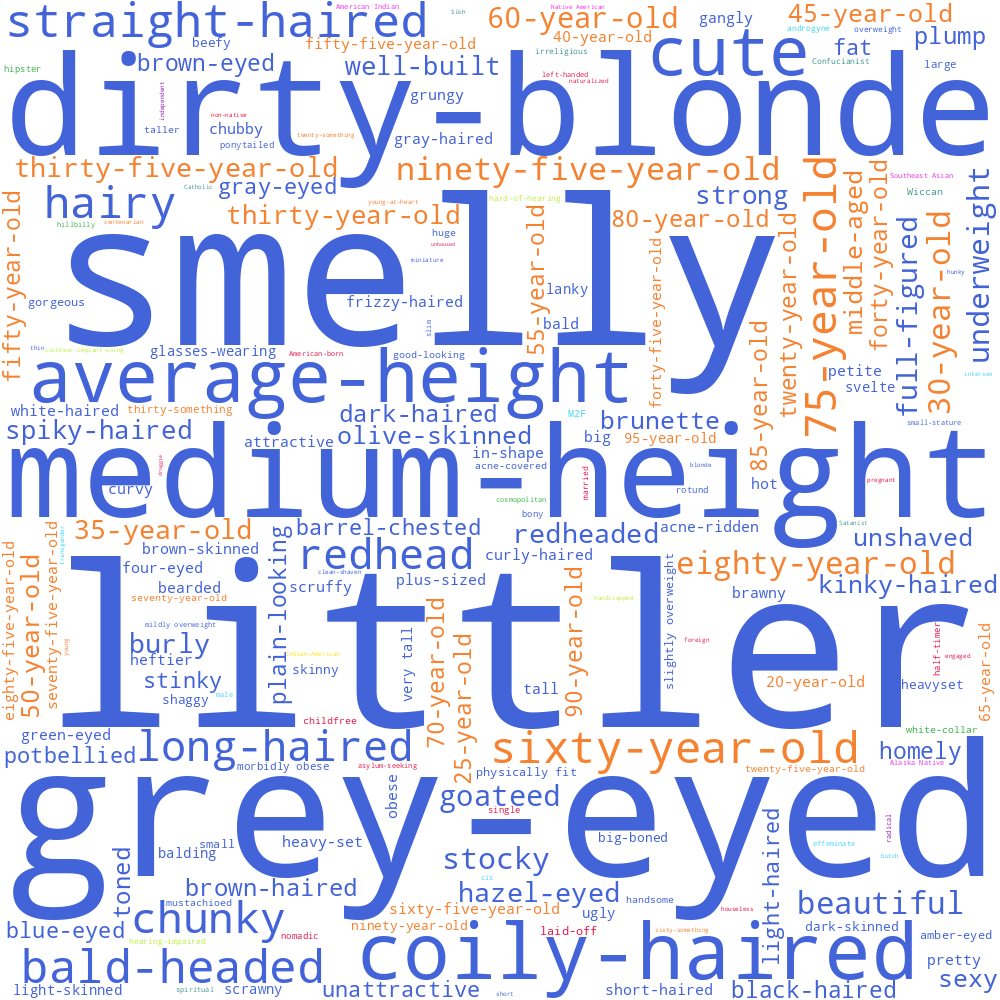 straight-haired
American Indian
Sikh
60-year-old
Native American
gangly
45-year-old
androgyne
overweight
beefy
fifty-five-year-old
40-year-old
irreligious
cute
fat
Confucianist
plump
hipster
brown-eyed
well-built
left-handed
naturalized
large
dirty-blonde
independent
non-native
grungy
taller
chubby
twenty-something
ponytailed
gray-haired
thirty-five-year-old
ninety-five-year-old
Catholic
gray-eyed
young-at-heart
hard-of-hearing
strong
75-year-old
middle-aged
forty-year-old
Southeast Asian
Wiccan
underweight
hairy
hillbilly
centenarian
thirty-year-old
80-year-old
smelly
huge
unhoused
miniature
55-year-old
forty-five-year-old
twenty-year-old
full-figured
30-year-old
hunky
fifty-year-old
gorgeous
frizzy-haired
lanky
slim
bald
85-year-old
thin
cochlear-implant-using
glasses-wearing
American-born
good-looking
petite
svelte
intersex
average-height
white-haired
thirty-something
dark-haired
M2F
brunette
small-stature
spiky-haired
attractive
olive-skinned
big
95-year-old
in-shape
medium-height
druggie
acne-covered
married
blonde
hot
pregnant
curvy
cosmopolitan
rotund
bony
Satanist
35-year-old
barrel-chested
redheaded
acne-ridden
unshaved
transgender
seventy-five-year-old
50-year-old
eighty-five-year-old
brown-skinned
plain-looking
redhead
curly-haired
eighty-year-old
four-eyed
clean-shaven
bearded
scruffy
plus-sized
kinky-haired
brawny
seventy-year-old
handicapped
littler
mildly overweight
young
burly
Indian-American
foreign
half-timer
engaged
heftier
stinky
skinny
very tall
70-year-old
25-year-old
90-year-old
slightly overweight
65-year-old
shaggy
male
tall
20-year-old
heavyset
childfree
green-eyed
white-collar
potbellied
long-haired
sixty-year-old
homely
morbidly obese
asylum-seeking
physically fit
twenty-five-year-old
Alaska Native
grey-eyed
obese
goateed
single
big-boned
radical
toned
small
balding
heavy-set
stocky
effeminate
butch
cis
light-haired
brown-haired
hazel-eyed
handsome
houseless
mustachioed
sixty-five-year-old
beautiful
chunky
ugly
blue-eyed
ninety-year-old
laid-off
sixty-something
dark-skinned
amber-eyed
hearing-impaired
nomadic
bald-headed
coily-haired
pretty
sexy
light-skinned
spiritual
scrawny
unattractive
short
short-haired
black-haired